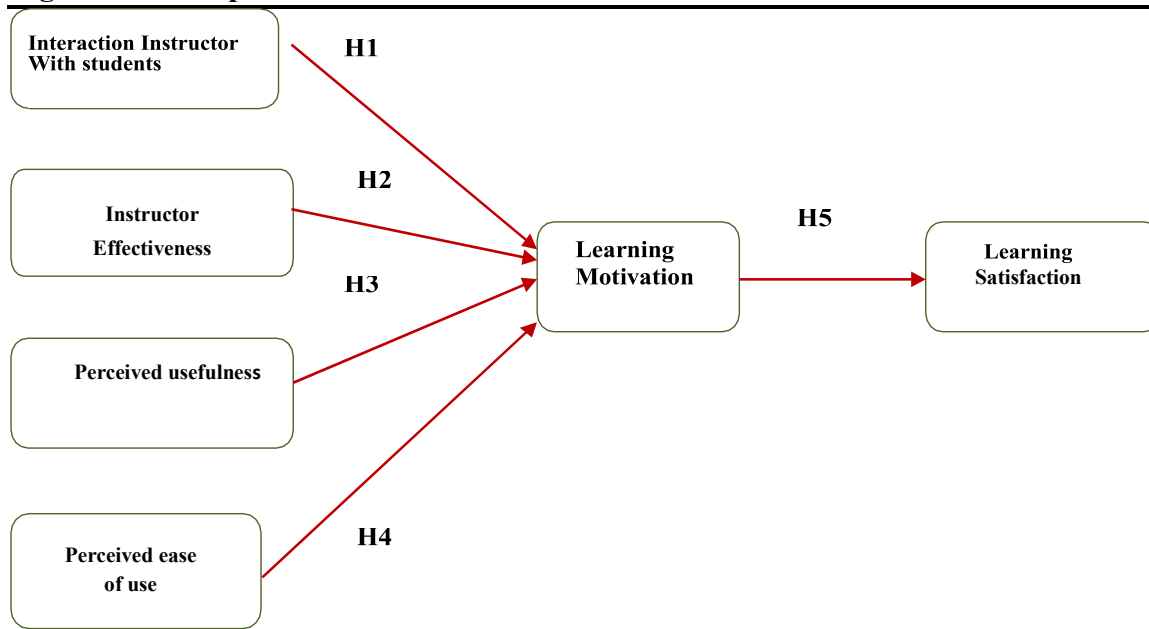 Interaction Instructor
With students
H1
H2
Instructor
Effectiveness
H3
Perceived usefulness
H4
Perceived ease
of use
Learning
Motivation
H5
Learning
Satisfaction